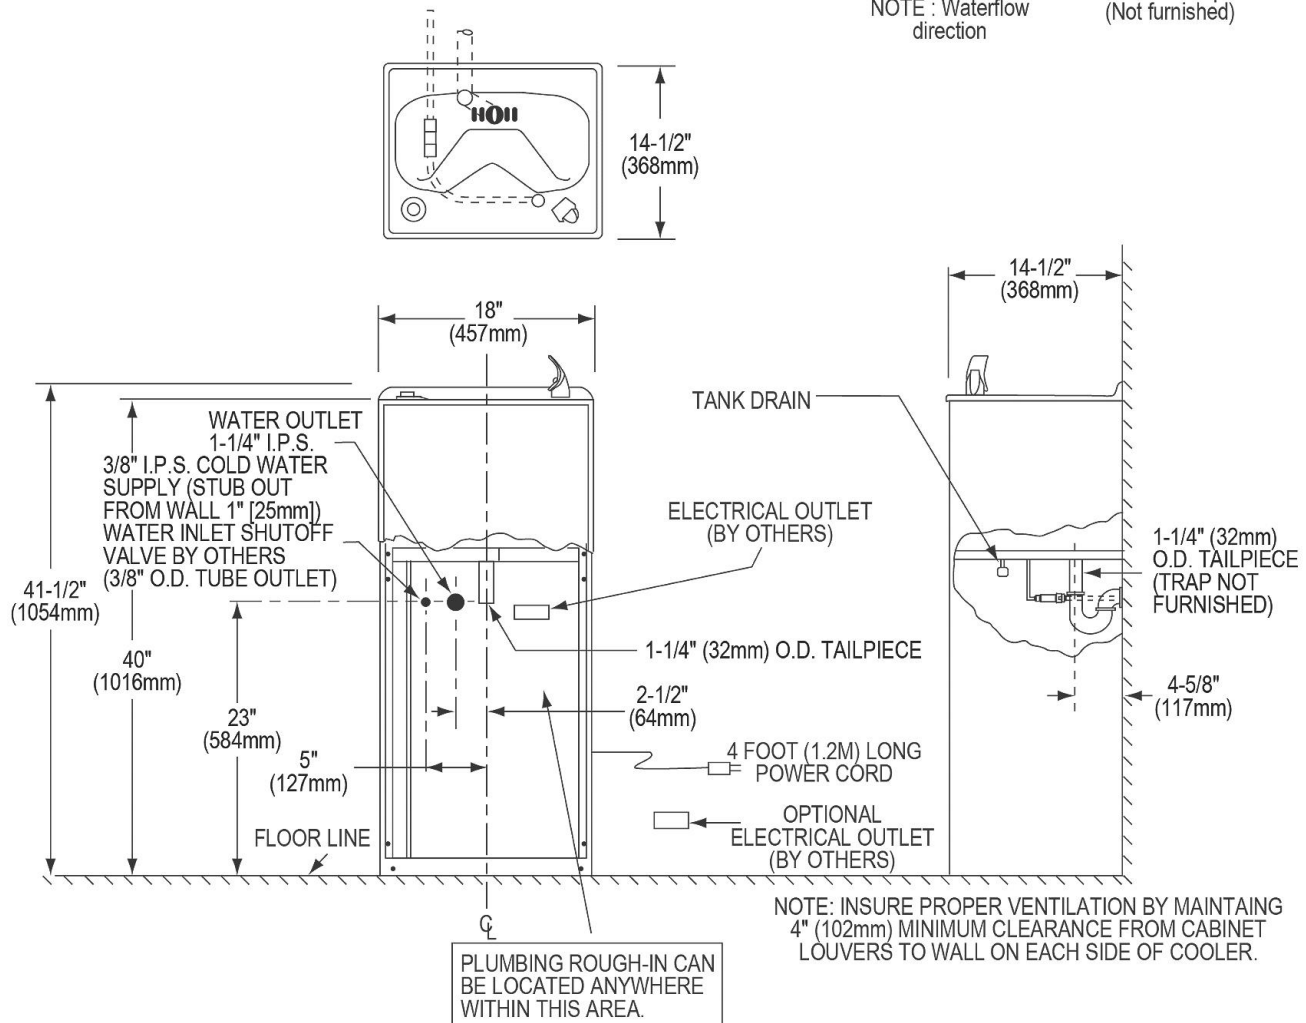 NOTE : Waterflow
direction
(Not furnished)
14-1/2"
(368mm)
14-1/2"
(368mm)
18"
(457mm)
WATER OUTLET
1-1/4" I.P.S.
3/8" I.P.S. COLD WATER
SUPPLY (STUB OUT
FROM WALL 1" [25mm])
WATER INLET SHUTOFF
VALVE BY OTHERS
(3/8" O.D. TUBE OUTLET)
TANK DRAIN
ELECTRICAL OUTLET
(BY OTHERS)
1-1/4" (32mm)
O.D. TAILPIECE
(TRAP NOT
FURNISHED)
41-1/2"
(1054mm)
40"
(1016mm)
1-1/4" (32mm) O.D. TAILPIECE
2-1/2"
(64mm)
4-5/8"
(117mm)
23"
(584mm)
5"
(127mm)
4 FOOT (1.2M) LONG
POWER CORD
OPTIONAL
ELECTRICAL OUTLET
(BY OTHERS)
FLOOR LINE
NOTE: INSURE PROPER VENTILATION BY MAINTAING
4" (102mm) MINIMUM CLEARANCE FROM CABINET
LOUVERS TO WALL ON EACH SIDE OF COOLER.
℄
PLUMBING ROUGH-IN CAN
BE LOCATED ANYWHERE
WITHIN THIS AREA.